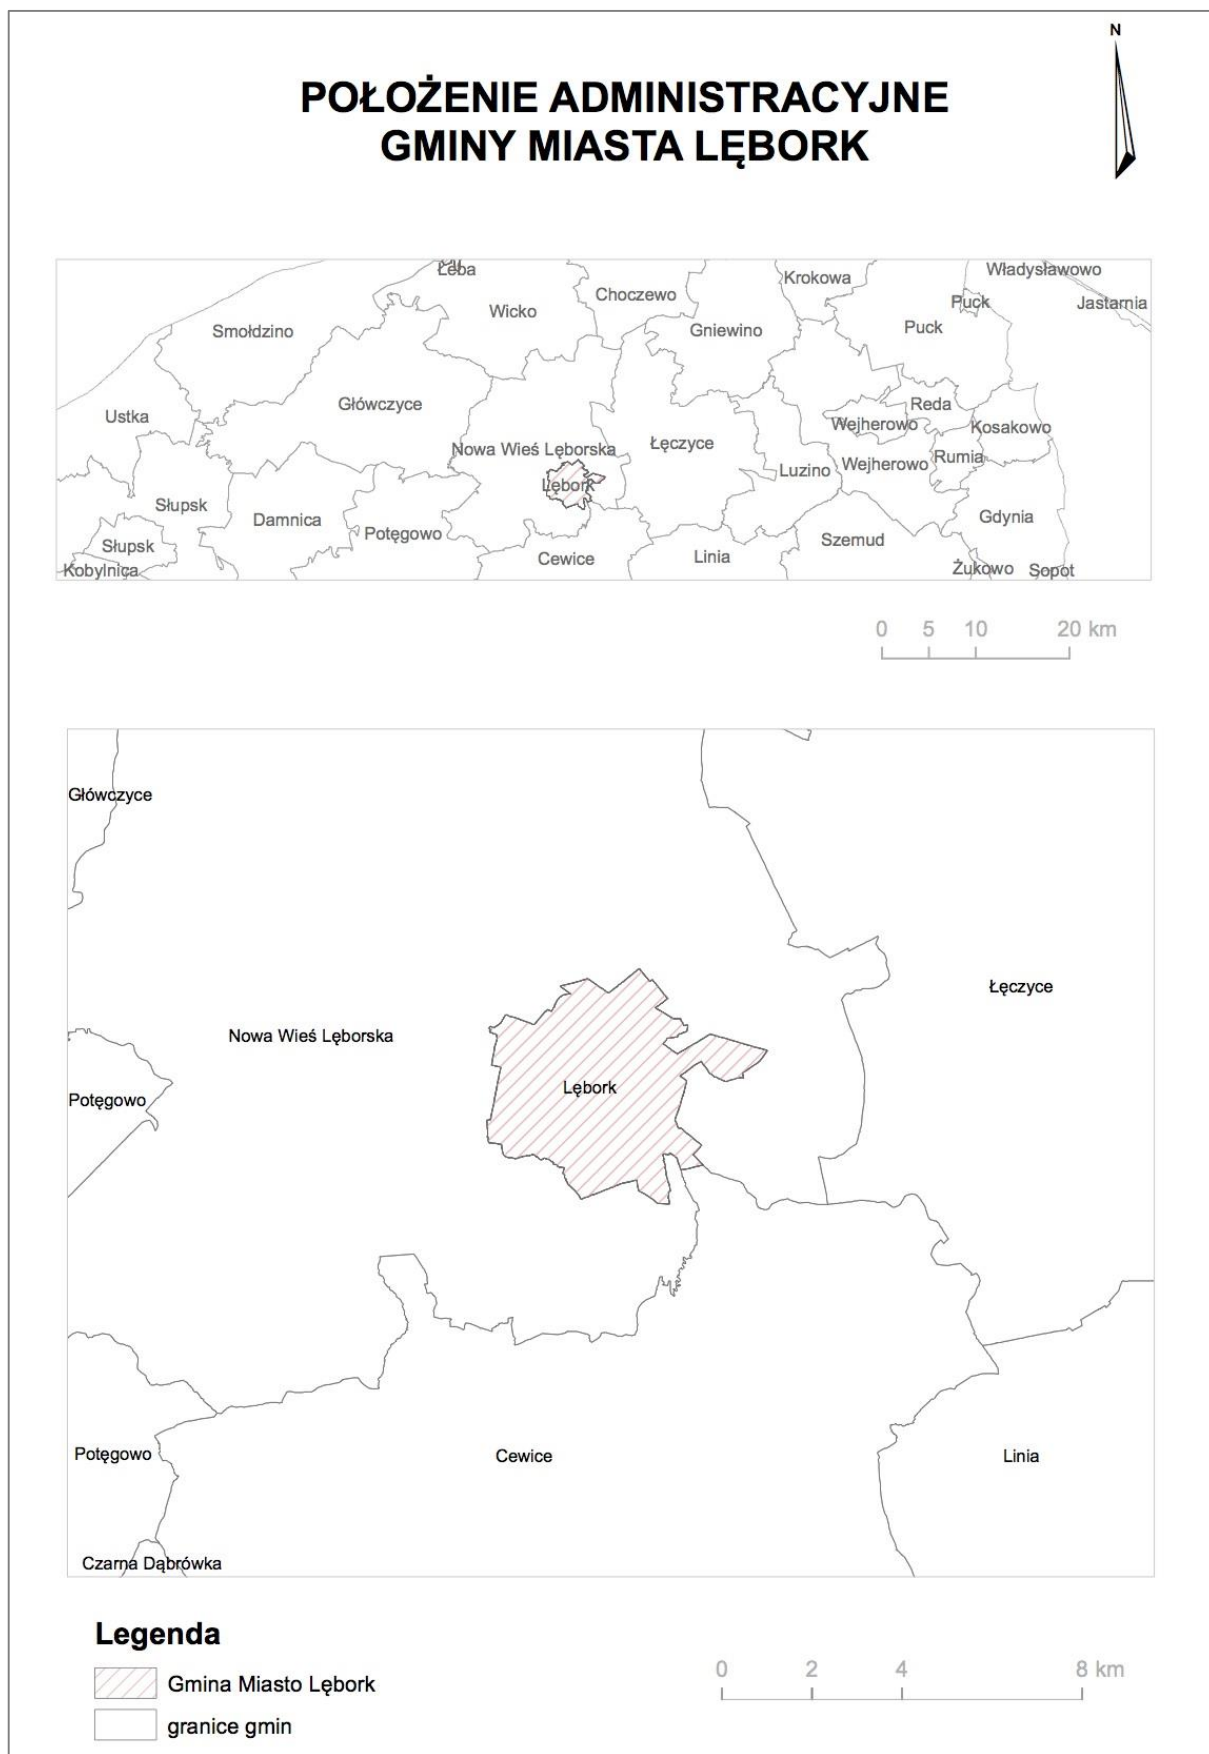 N
POŁOŻENIE ADMINISTRACYJNE
GMINY MIASTA LĘBORK
Łeba
Władysławowo
Krokowa
Choczewo
Puck
Jastarnia
Wicko
Smołdzino
Gniewino
Puck
Główczyce
Reda
Ustka
Wejherowo
Kosakowo
Nowa Wieś Lęborska
Łęczyce
Rumia
Luzino
Wejherowo
Lębork
Słupsk
Damnica
Gdynia
Potęgowo
Szemud
Słupsk
Cewice
Linia
Kobylnica
Żukowo
Sopot
0 5 10 20 km
Główczyce
Łęczyce
Nowa Wieś Lęborska
Lębork
Potęgowo
Potęgowo
Cewice
Linia
Czarna Dąbrówka
Legenda
Gmina Miasto Lębork
granice gmin
0 2 4 8 km